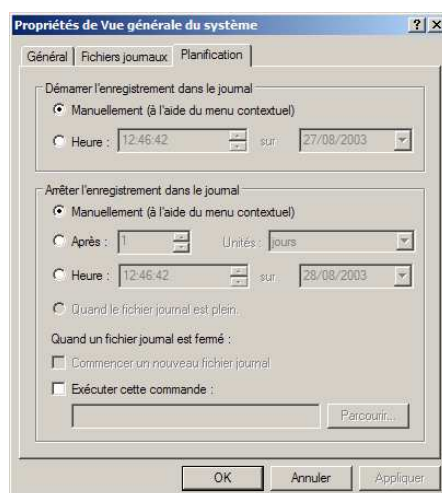 Propriétés de Vue générale du système
Général Fichiers journaux Planification
Démarrer l'enregistrement dans le journal
Manuellement (à l'aide du menu contextuel)
Heure : 12:46:42 sur 27/08/2003
Arrêter l'enregistrement dans le journal
Manuellement (à l'aide du menu contextuel)
Après : 1 Unités : jours
Heure : 12:46:42 sur 28/08/2003
Quand le fichier journal est plein.
Quand un fichier journal est fermé :
Commencer un nouveau fichier journal
Exécuter cette commande :
Parcourir...
OK Annuler Appliquer